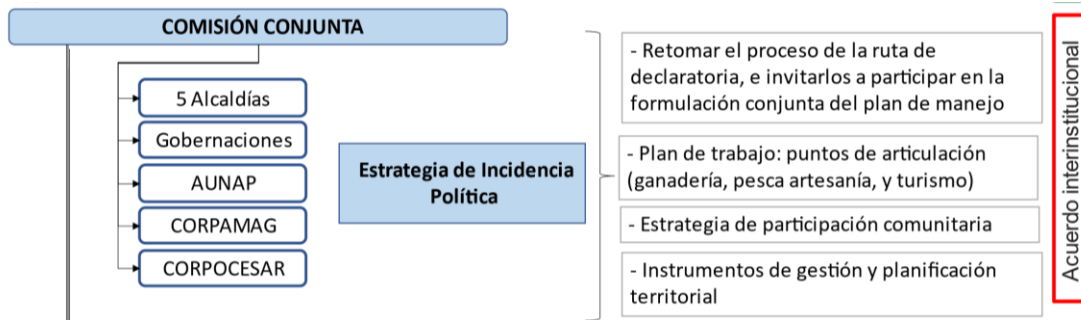 COMISIÓN CONJUNTA
5 Alcaldías
Gobernaciones
AUNAP
CORPAMAG
CORPOCESAR
Estrategia de Incidencia
Política
- Retomar el proceso de la ruta de
declaratoria, e invitarlos a participar en la
formulación conjunta del plan de manejo
- Plan de trabajo: puntos de articulación
(ganadería, pesca artesanía, y turismo)
- Estrategia de participación comunitaria
- Instrumentos de gestión y planificación
territorial
Acuerdo interinstitucional